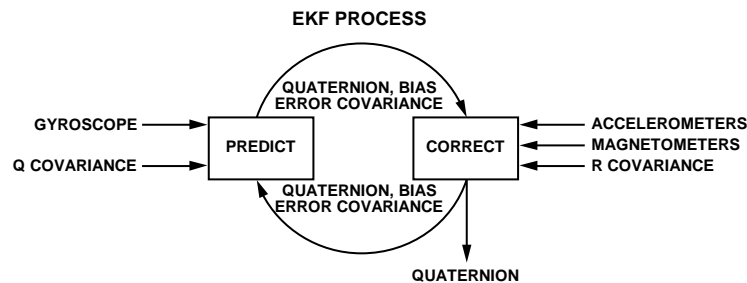 EKF PROCESS
QUATERNION, BIAS
ERROR COVARIANCE
GYROSCOPE
Q COVARIANCE
PREDICT
CORRECT
ACCELEROMETERS
MAGNETOMETERS
R COVARIANCE
QUATERNION, BIAS
ERROR COVARIANCE
QUATERNION